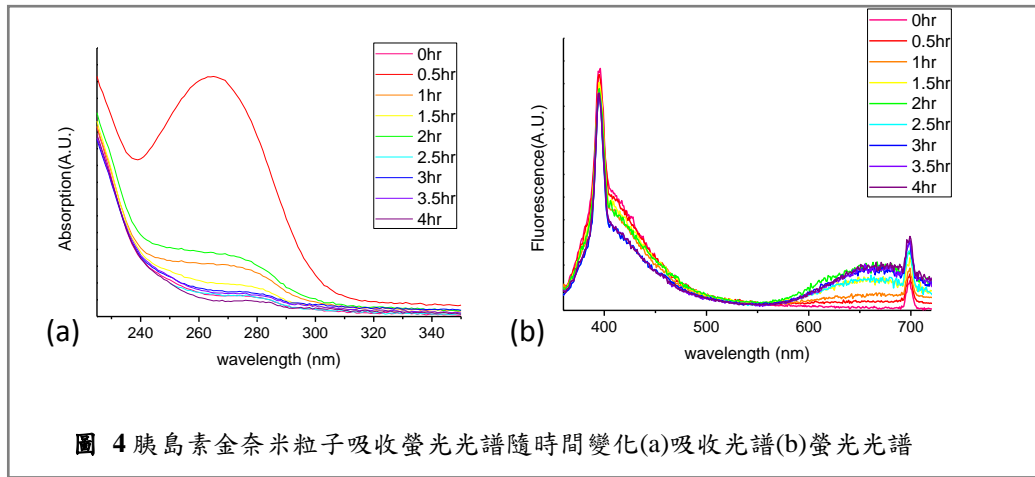 0hr
0.5hr
1hr
1.5hr
2hr
2.5hr
3hr
3.5hr
4hr
Absorption(A.U.)
240 260 280 300 320 340
wavelength (nm)
(a)
0hr
0.5hr
1hr
1.5hr
2hr
2.5hr
3hr
3.5hr
4hr
Fluorescence(A.U.)
400 500 600 700
wavelength (nm)
(b)
圖 4 胰島素金奈米粒子吸收螢光光譜隨時間變化(a)吸收光譜(b)螢光光譜